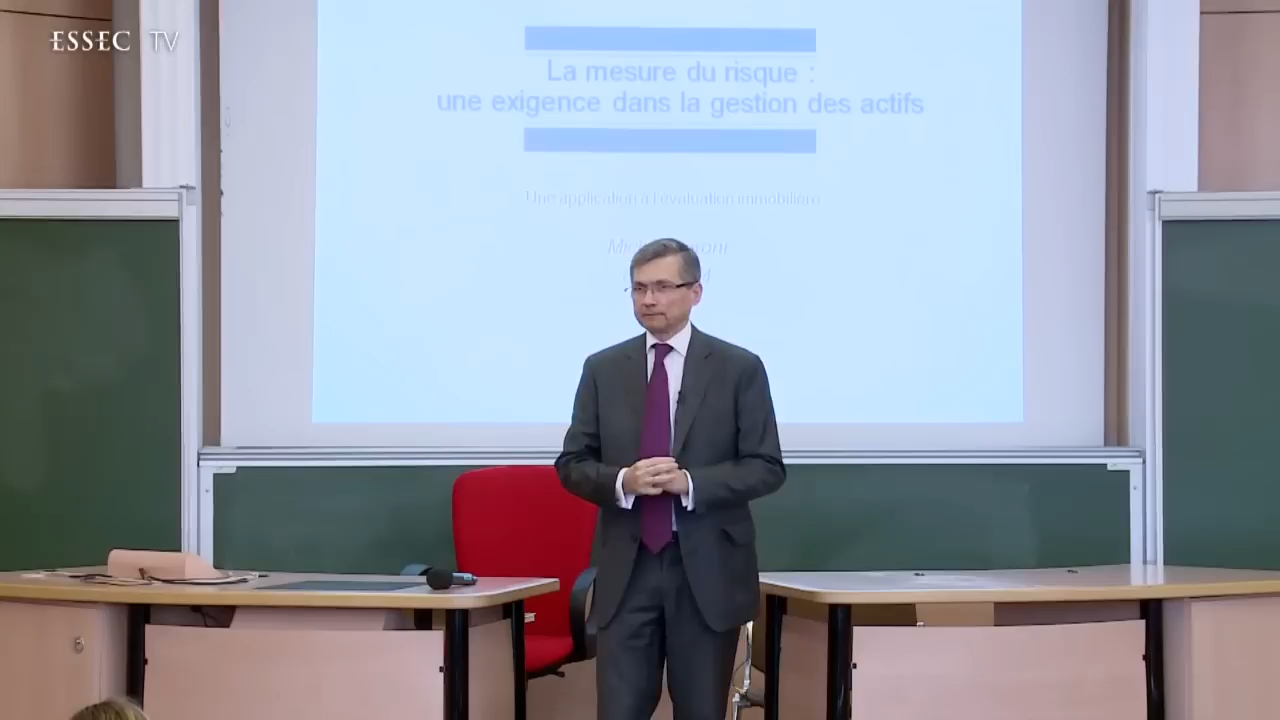 ESSEC TV
La mesure du risque :
une exigence dans la gestion des actifs
Une application à l'évaluation immobilière